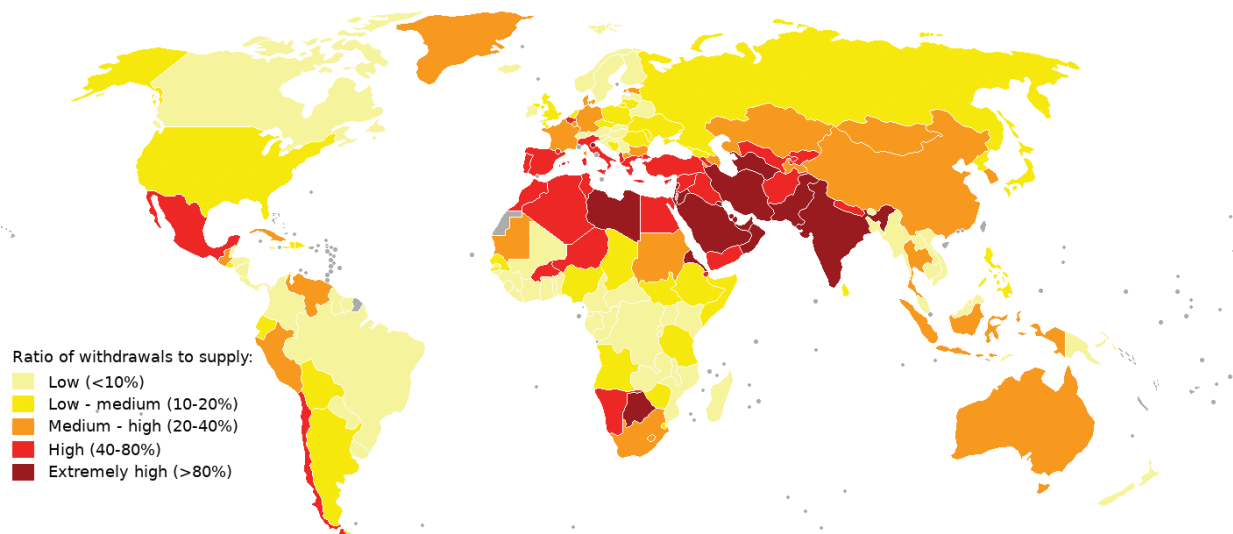 Ratio of withdrawals to supply:
Low (<10%)
Low - medium (10-20%)
Medium - high (20-40%)
High (40-80%)
Extremely high (>80%)